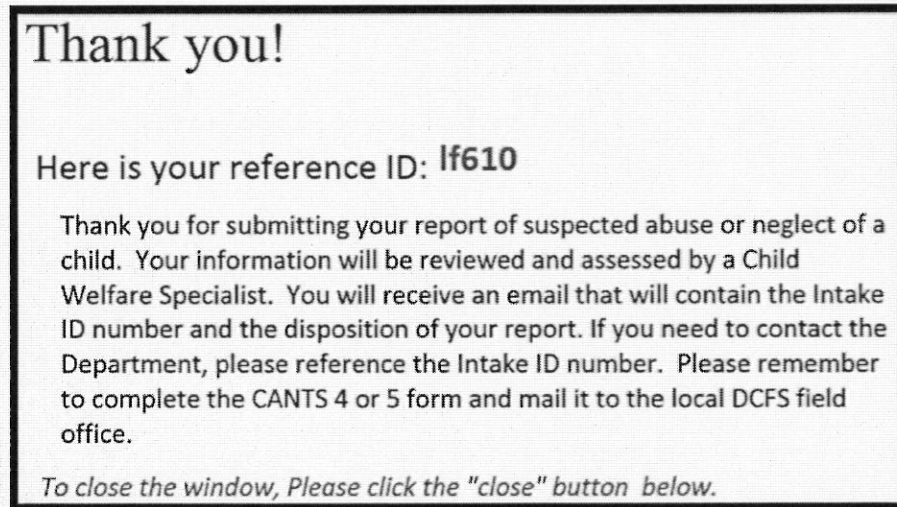 Thank you!
Here is your reference ID: lf610
Thank you for submitting your report of suspected abuse or neglect of a
child. Your information will be reviewed and assessed by a Child
Welfare Specialist. You will receive an email that will contain the Intake
ID number and the disposition of your report. If you need to contact the
Department, please reference the Intake ID number. Please remember
to complete the CANTS 4 or 5 form and mail it to the local DCFS field
office.
To close the window, Please click the "close" button below.